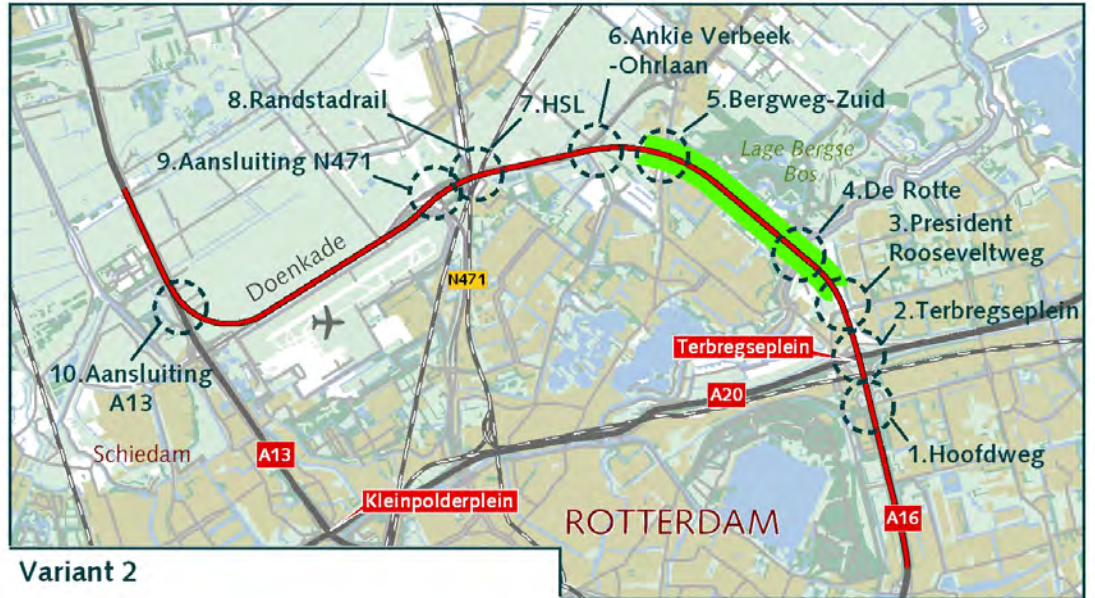 6.Ankie Verbeek
-Ohrlaan
8.Randstadrail
7.HSL
5.Bergweg-Zuid
9.Aansluiting N471
Lage Bergse
Bos
4.De Rotte
3.President
Rooseveltweg
Doenkade
N471
2.Terbregseplein
Terbregseplein
10.Aansluiting
A13
A20
Schiedam
A13
1.Hoofdweg
Kleinpolderplein
ROTTERDAM
A16
Variant 2